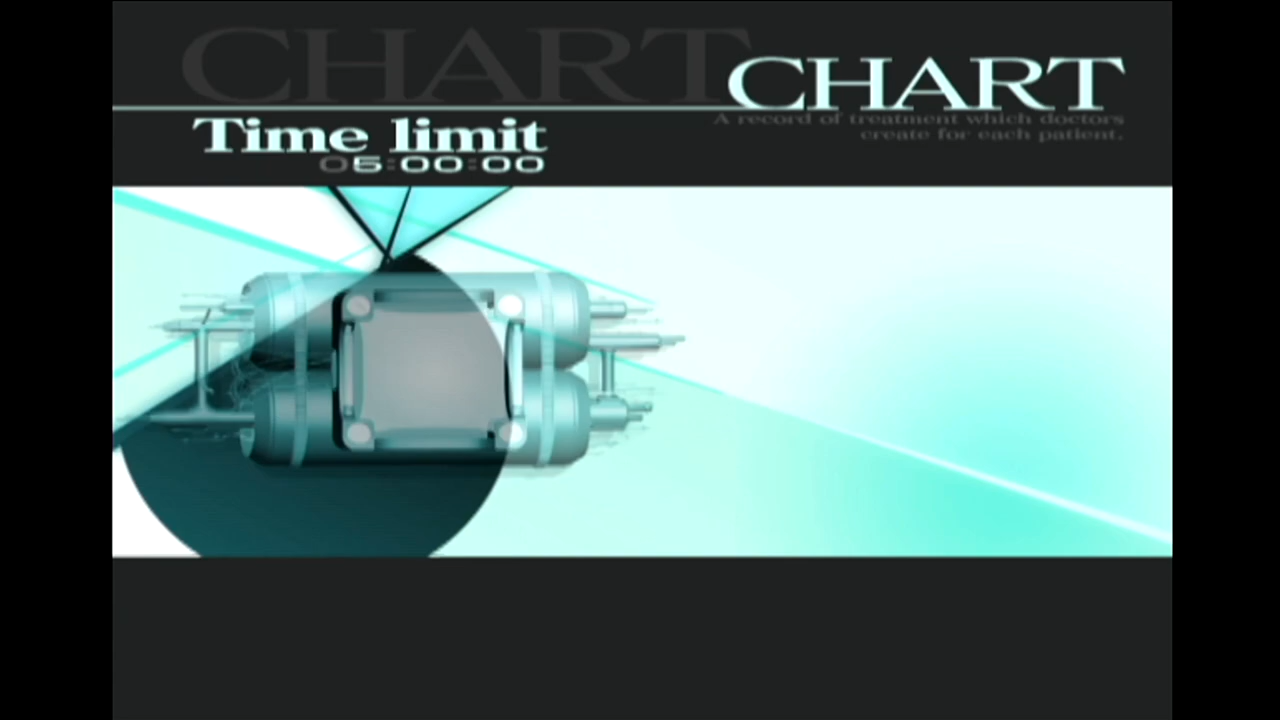 CHART
CHART
A record of treatment which doctors
create for each patient.
Time limit
05:00:00